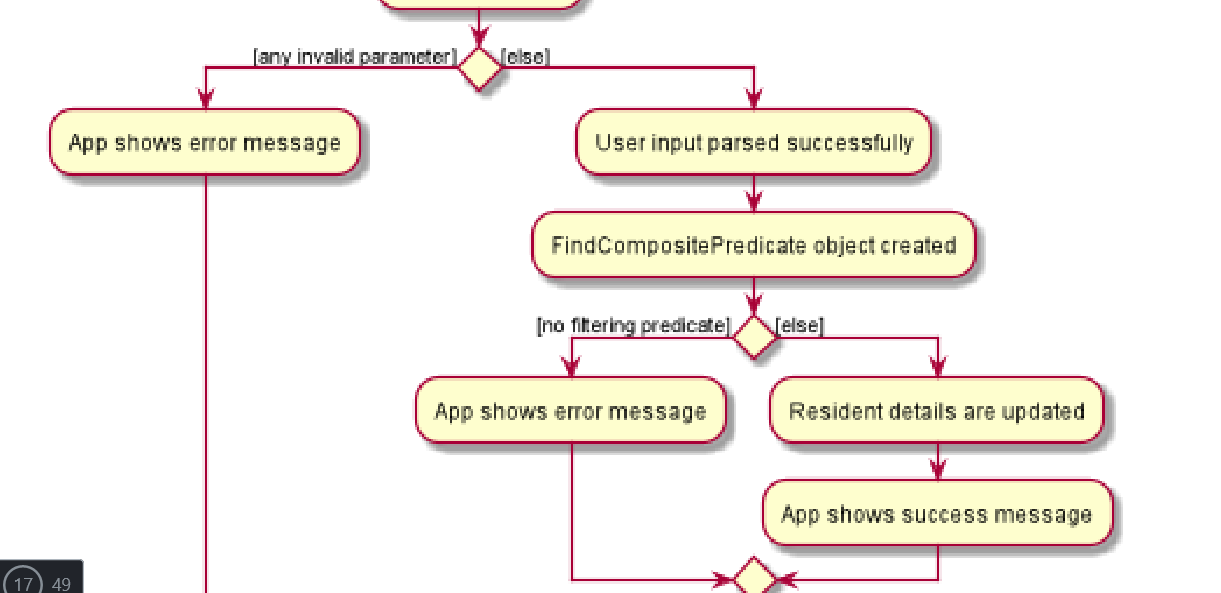 [any invalid parameter] [else]
App shows error message
User input parsed successfully
FindCompositePredicate object created
[no filtering predicate] [else]
App shows error message
Resident details are updated
App shows success message
17 49